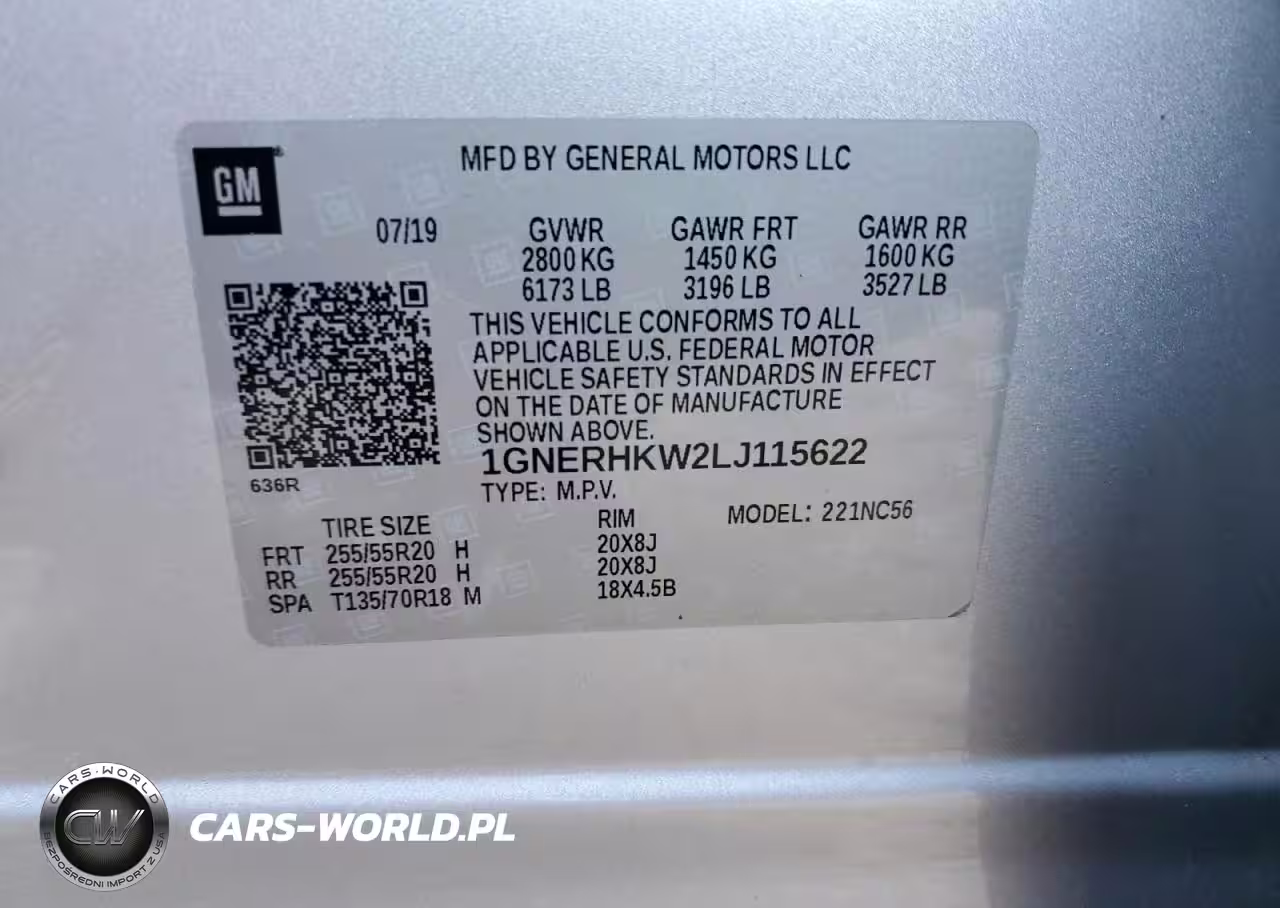 GM
MFD BY GENERAL MOTORS LLC
07/19 GVWR GAWR FRT GAWR RR
2800 KG 1450 KG 1600 KG
6173 LB 3196 LB 3527 LB
THIS VEHICLE CONFORMS TO ALL
APPLICABLE U.S. FEDERAL MOTOR
VEHICLE SAFETY STANDARDS IN EFFECT
ON THE DATE OF MANUFACTURE
SHOWN ABOVE.
1GNERHKW2LJ115622
636R
TYPE: M.P.V.
MODEL: 221NC56
TIRE SIZE RIM
FRT 255/55R20 H 20X8J
RR 255/55R20 H 20X8J
SPA T135/70R18 M 18X4.5B
CARS-WORLD
CW
BEZPOŚREDNI IMPORT Z USA
CARS-WORLD.PL